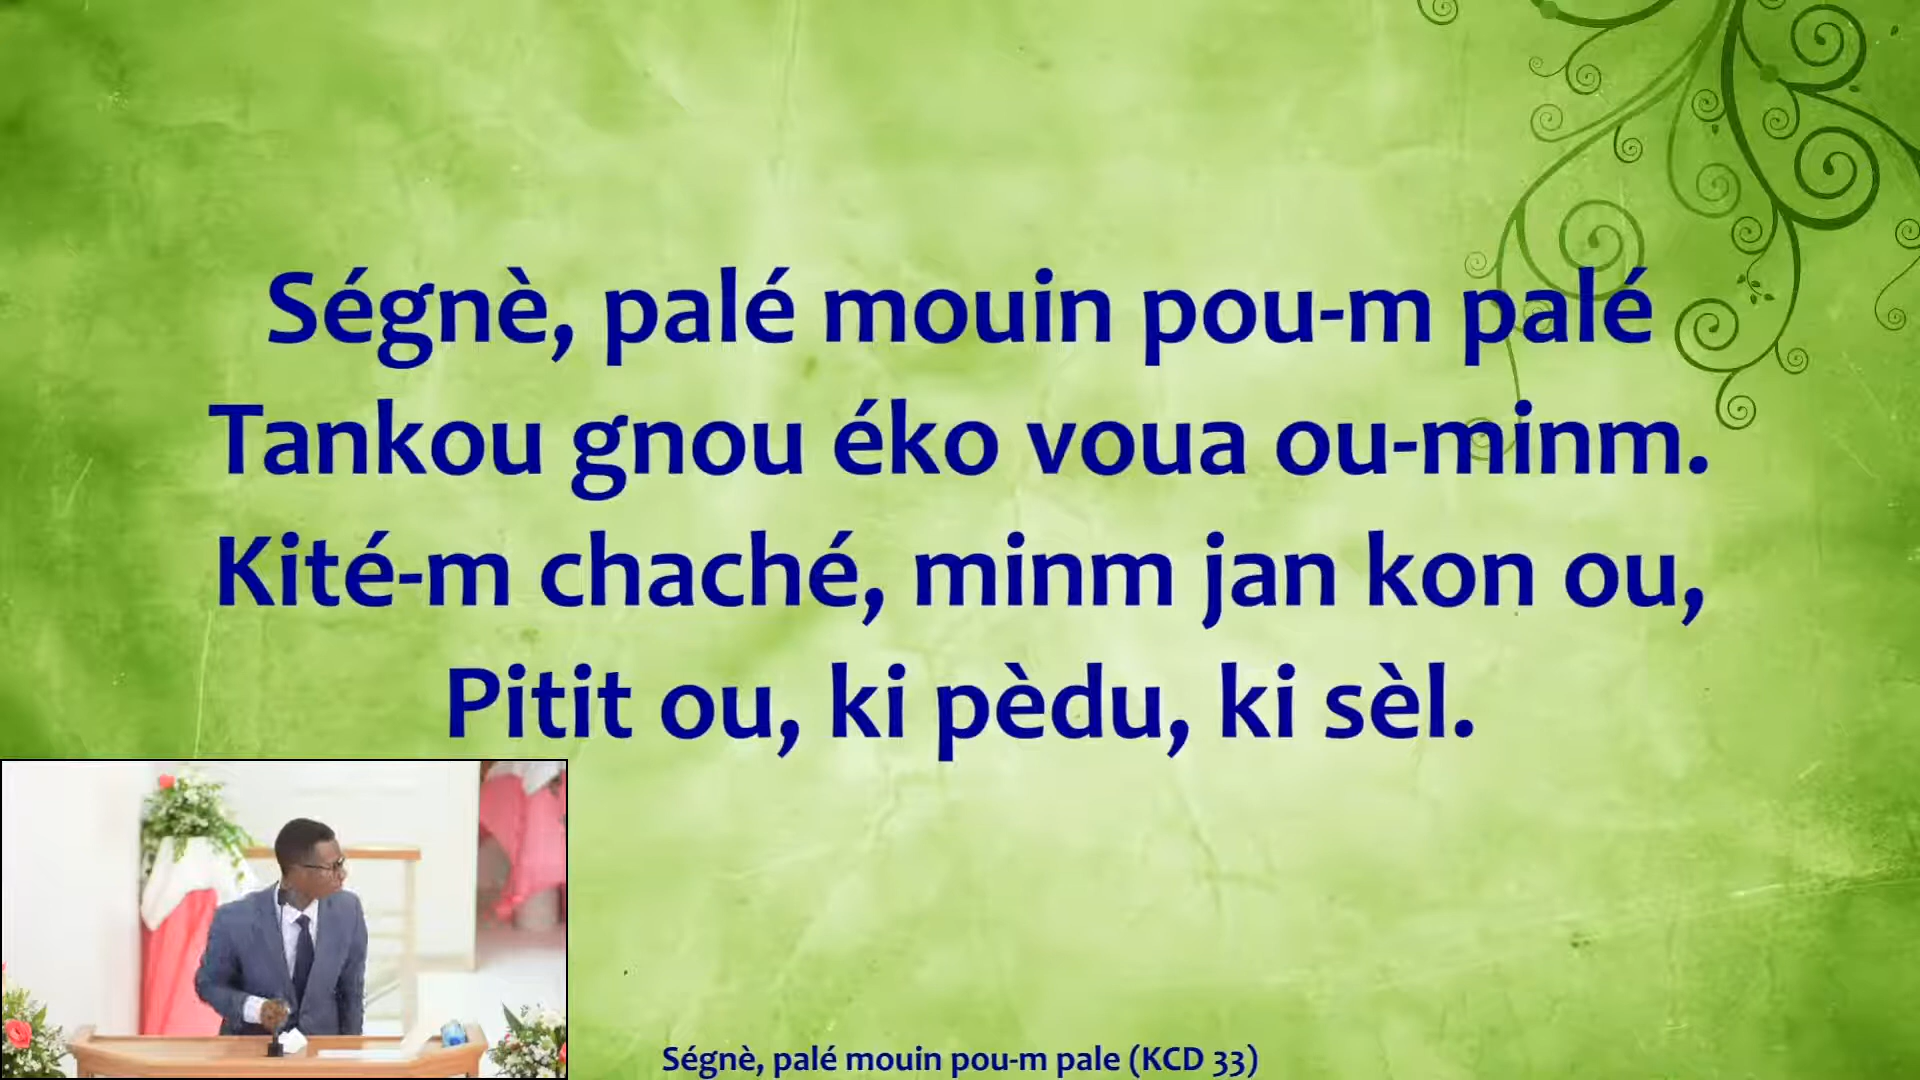 Ségnè, palé mouin pou-m palé
Tankou gnou éko voua ou-minm.
Kité-m chaché, minm jan kon ou,
Pitit ou, ki pèdu, ki sèl.
Ségnè, palé mouin pou-m pale (KCD 33)